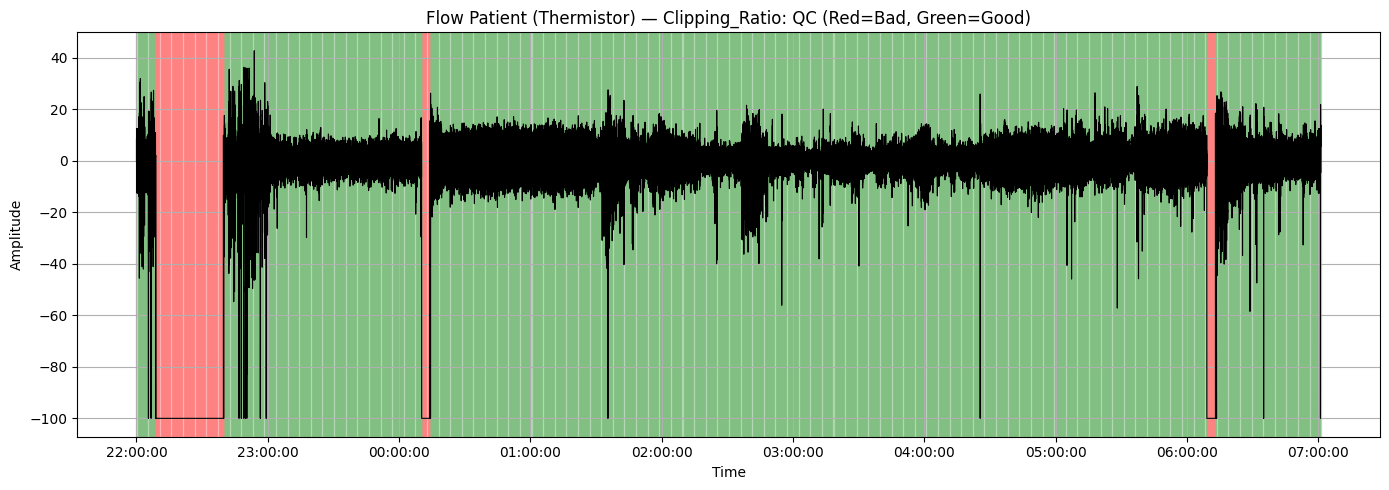 Flow Patient (Thermistor) — Clipping_Ratio: QC (Red=Bad, Green=Good)
Amplitude
40
20
0
−20
−40
−60
−80
−100
22:00:00 23:00:00 00:00:00 01:00:00 02:00:00 03:00:00 04:00:00 05:00:00 06:00:00 07:00:00
Time